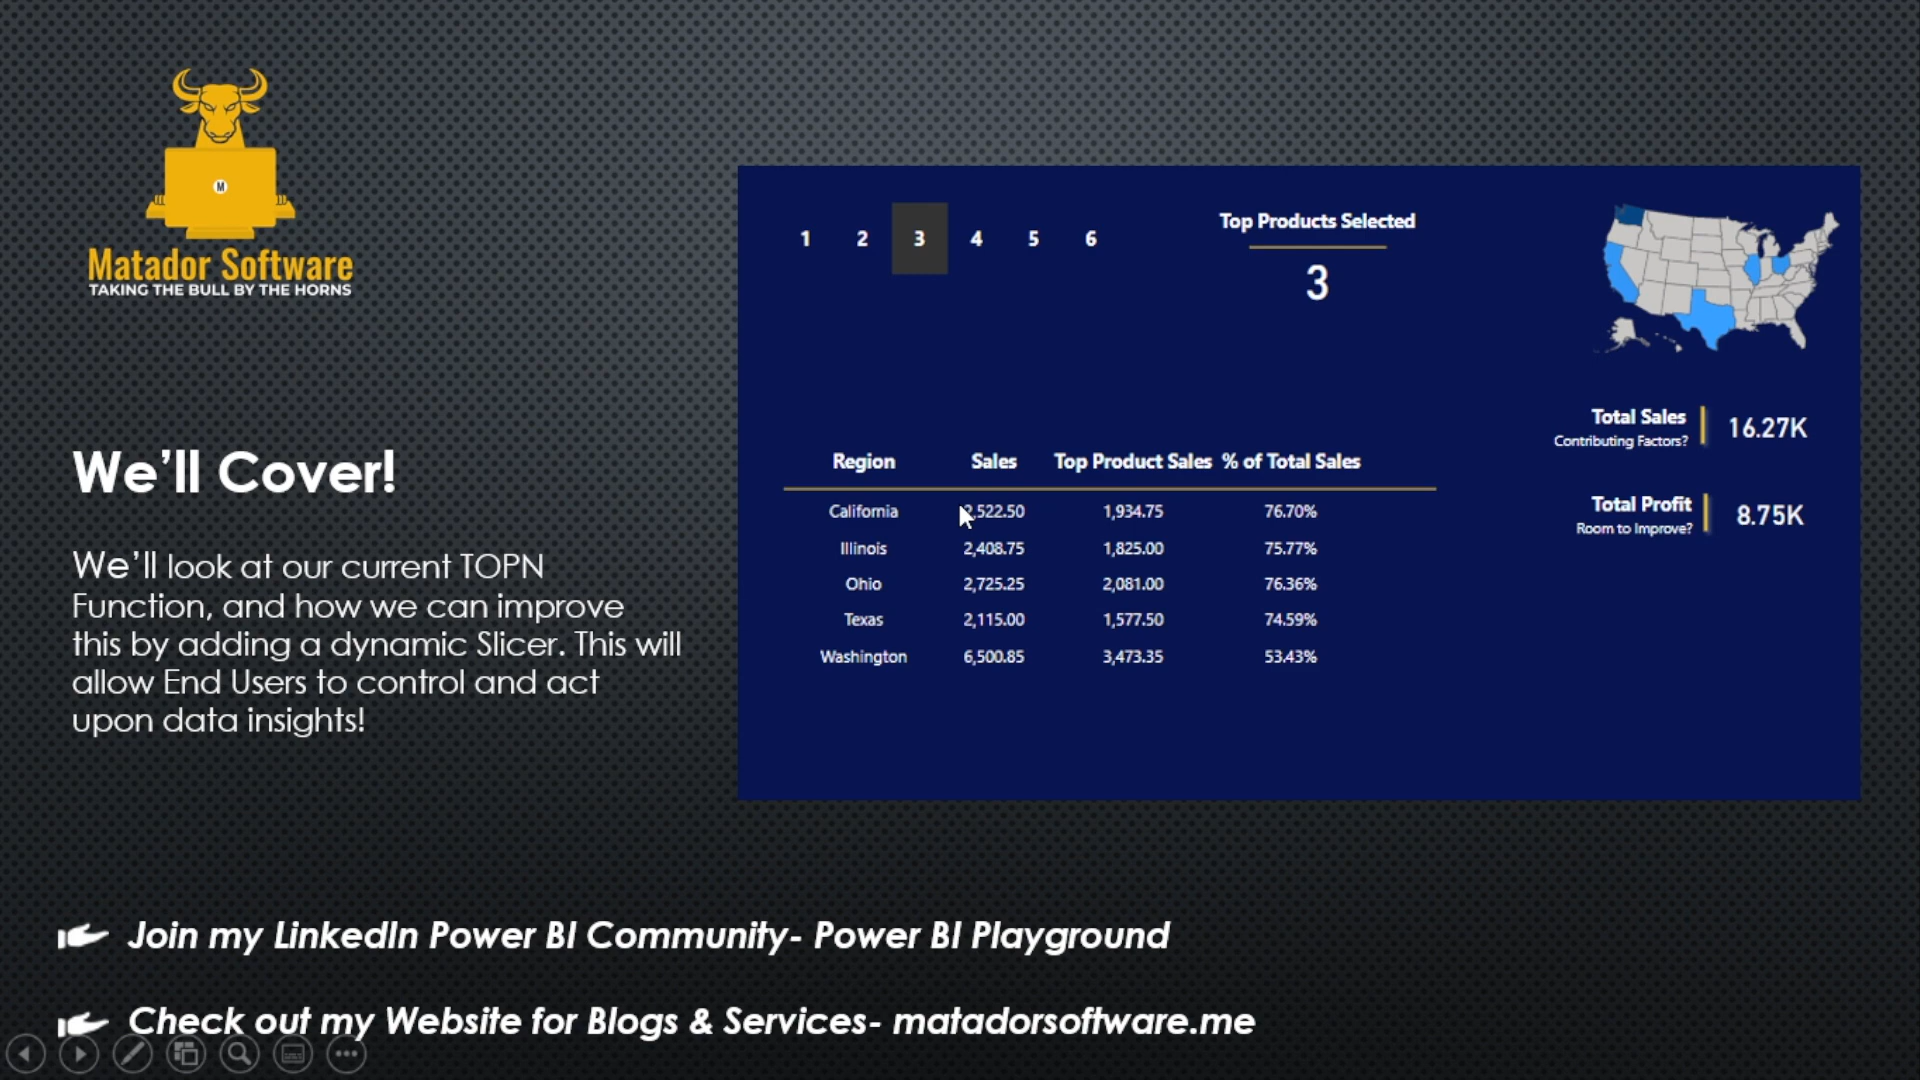 M
Matador Software
TAKING THE BULL BY THE HORNS
We'll Cover!
We'll look at our current TOPN
Function, and how we can improve
this by adding a dynamic Slicer. This will
allow End Users to control and act
upon data insights!
1 2 3 4 5 6
Top Products Selected
3
Total Sales
Contributing Factors?
16.27K
Total Profit
Room to Improve?
8.75K
Region Sales Top Product Sales % of Total Sales
California 2,522.50 1,934.75 76.70%
Illinois 2,408.75 1,825.00 75.77%
Ohio 2,725.25 2,081.00 76.36%
Texas 2,115.00 1,577.50 74.59%
Washington 6,500.85 3,473.35 53.43%
Join my LinkedIn Power BI Community- Power BI Playground
Check out my Website for Blogs & Services- matadorsoftware.me